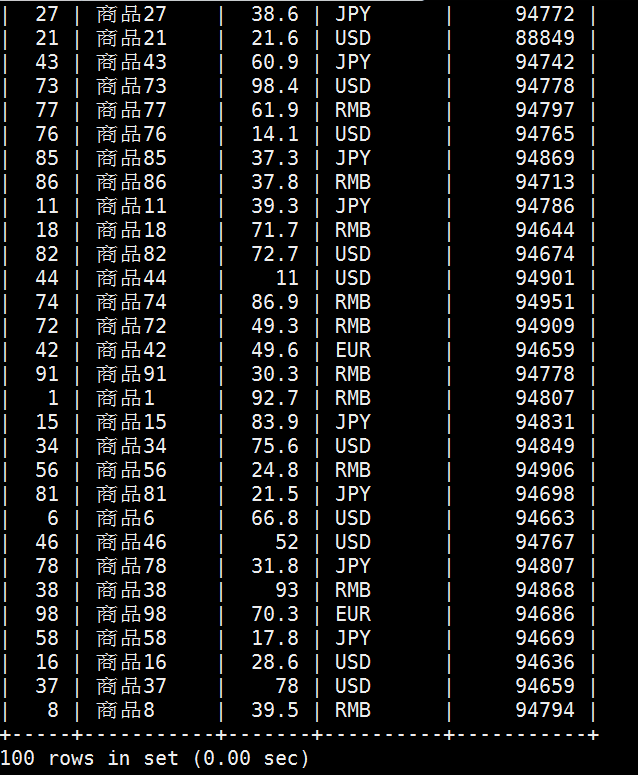 | 27 | 商品27 | 38.6 | JPY | 94772 |
| 21 | 商品21 | 21.6 | USD | 88849 |
| 43 | 商品43 | 60.9 | JPY | 94742 |
| 73 | 商品73 | 98.4 | USD | 94778 |
| 77 | 商品77 | 61.9 | RMB | 94797 |
| 76 | 商品76 | 14.1 | USD | 94765 |
| 85 | 商品85 | 37.3 | JPY | 94869 |
| 86 | 商品86 | 37.8 | RMB | 94713 |
| 11 | 商品11 | 39.3 | JPY | 94786 |
| 18 | 商品18 | 71.7 | RMB | 94644 |
| 82 | 商品82 | 72.7 | USD | 94674 |
| 44 | 商品44 | 11 | USD | 94901 |
| 74 | 商品74 | 86.9 | RMB | 94951 |
| 72 | 商品72 | 49.3 | RMB | 94909 |
| 42 | 商品42 | 49.6 | EUR | 94659 |
| 91 | 商品91 | 30.3 | RMB | 94778 |
| 1 | 商品1 | 92.7 | RMB | 94807 |
| 15 | 商品15 | 83.9 | JPY | 94831 |
| 34 | 商品34 | 75.6 | USD | 94849 |
| 56 | 商品56 | 24.8 | RMB | 94906 |
| 81 | 商品81 | 21.5 | JPY | 94698 |
| 6 | 商品6 | 66.8 | USD | 94663 |
| 46 | 商品46 | 52 | USD | 94767 |
| 78 | 商品78 | 31.8 | JPY | 94807 |
| 38 | 商品38 | 93 | RMB | 94868 |
| 98 | 商品98 | 70.3 | EUR | 94686 |
| 58 | 商品58 | 17.8 | JPY | 94669 |
| 16 | 商品16 | 28.6 | USD | 94636 |
| 37 | 商品37 | 78 | USD | 94659 |
| 8 | 商品8 | 39.5 | RMB | 94794 |
+-----+-----------+-------+----------+-----------+
100 rows in set (0.00 sec)